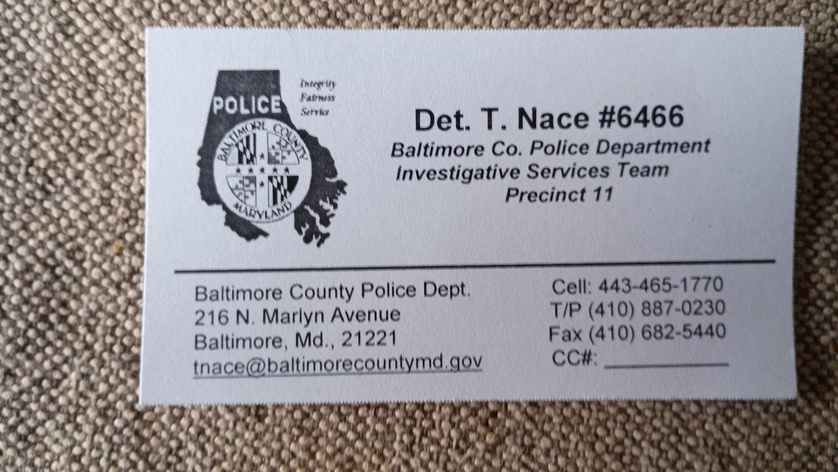 POLICE
Integrity
Fairness
Service
BALTIMORE COUNTY
MARYLAND
Det. T. Nace #6466
Baltimore Co. Police Department
Investigative Services Team
Precinct 11
Baltimore County Police Dept.
216 N. Marlyn Avenue
Baltimore, Md., 21221
tnace@baltimorecountymd.gov
Cell: 443-465-1770
T/P (410) 887-0230
Fax (410) 682-5440
CC#: ____________